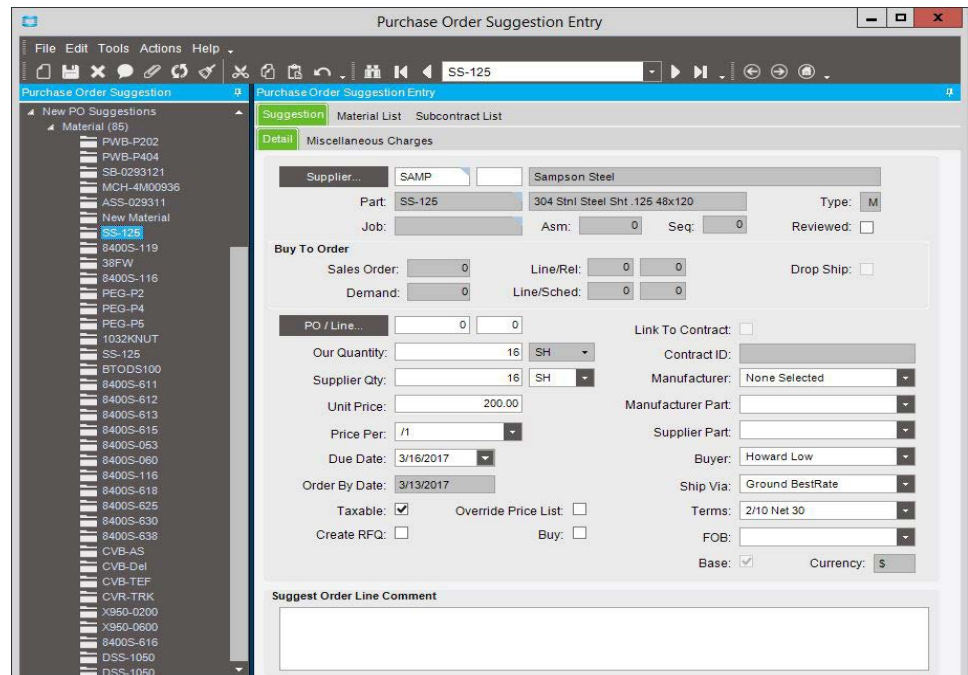 Purchase Order Suggestion Entry
File Edit Tools Actions Help
SS-125
Purchase Order Suggestion
New PO Suggestions
Material (85)
PWB-P202
PWB-P404
SB-0293121
MCH-4M00936
ASS-029311
New Material
SS-125
8400S-119
38FW
8400S-116
PEG-P2
PEG-P4
PEG-P5
1032KNUT
SS-125
BTODS100
8400S-611
8400S-612
8400S-613
8400S-615
8400S-053
8400S-060
8400S-116
8400S-618
8400S-625
8400S-630
8400S-638
CVB-AS
CVB-Del
CVB-TEF
CVR-TRK
X950-0200
X950-0600
8400S-616
DSS-1050
DSS-1050
Purchase Order Suggestion Entry
Suggestion Material List Subcontract List
Detail Miscellaneous Charges
Supplier... SAMP Sampson Steel
Part: SS-125 304 Stnl Steel Sht .125 48x120 Type: M
Job: Asm: 0 Seq: 0 Reviewed:
Buy To Order
Sales Order: 0 Line/Rel: 0 0 Drop Ship:
Demand: 0 Line/Sched: 0 0
PO / Line... 0 0 Link To Contract:
Our Quantity: 16 SH Contract ID:
Supplier Qty: 16 SH Manufacturer: None Selected
Unit Price: 200.00 Manufacturer Part:
Price Per: /1 Supplier Part:
Due Date: 3/16/2017 Buyer: Howard Low
Order By Date: 3/13/2017 Ship Via: Ground BestRate
Taxable: Override Price List: Terms: 2/10 Net 30
Create RFQ: Buy: FOB:
Base: Currency: $
Suggest Order Line Comment